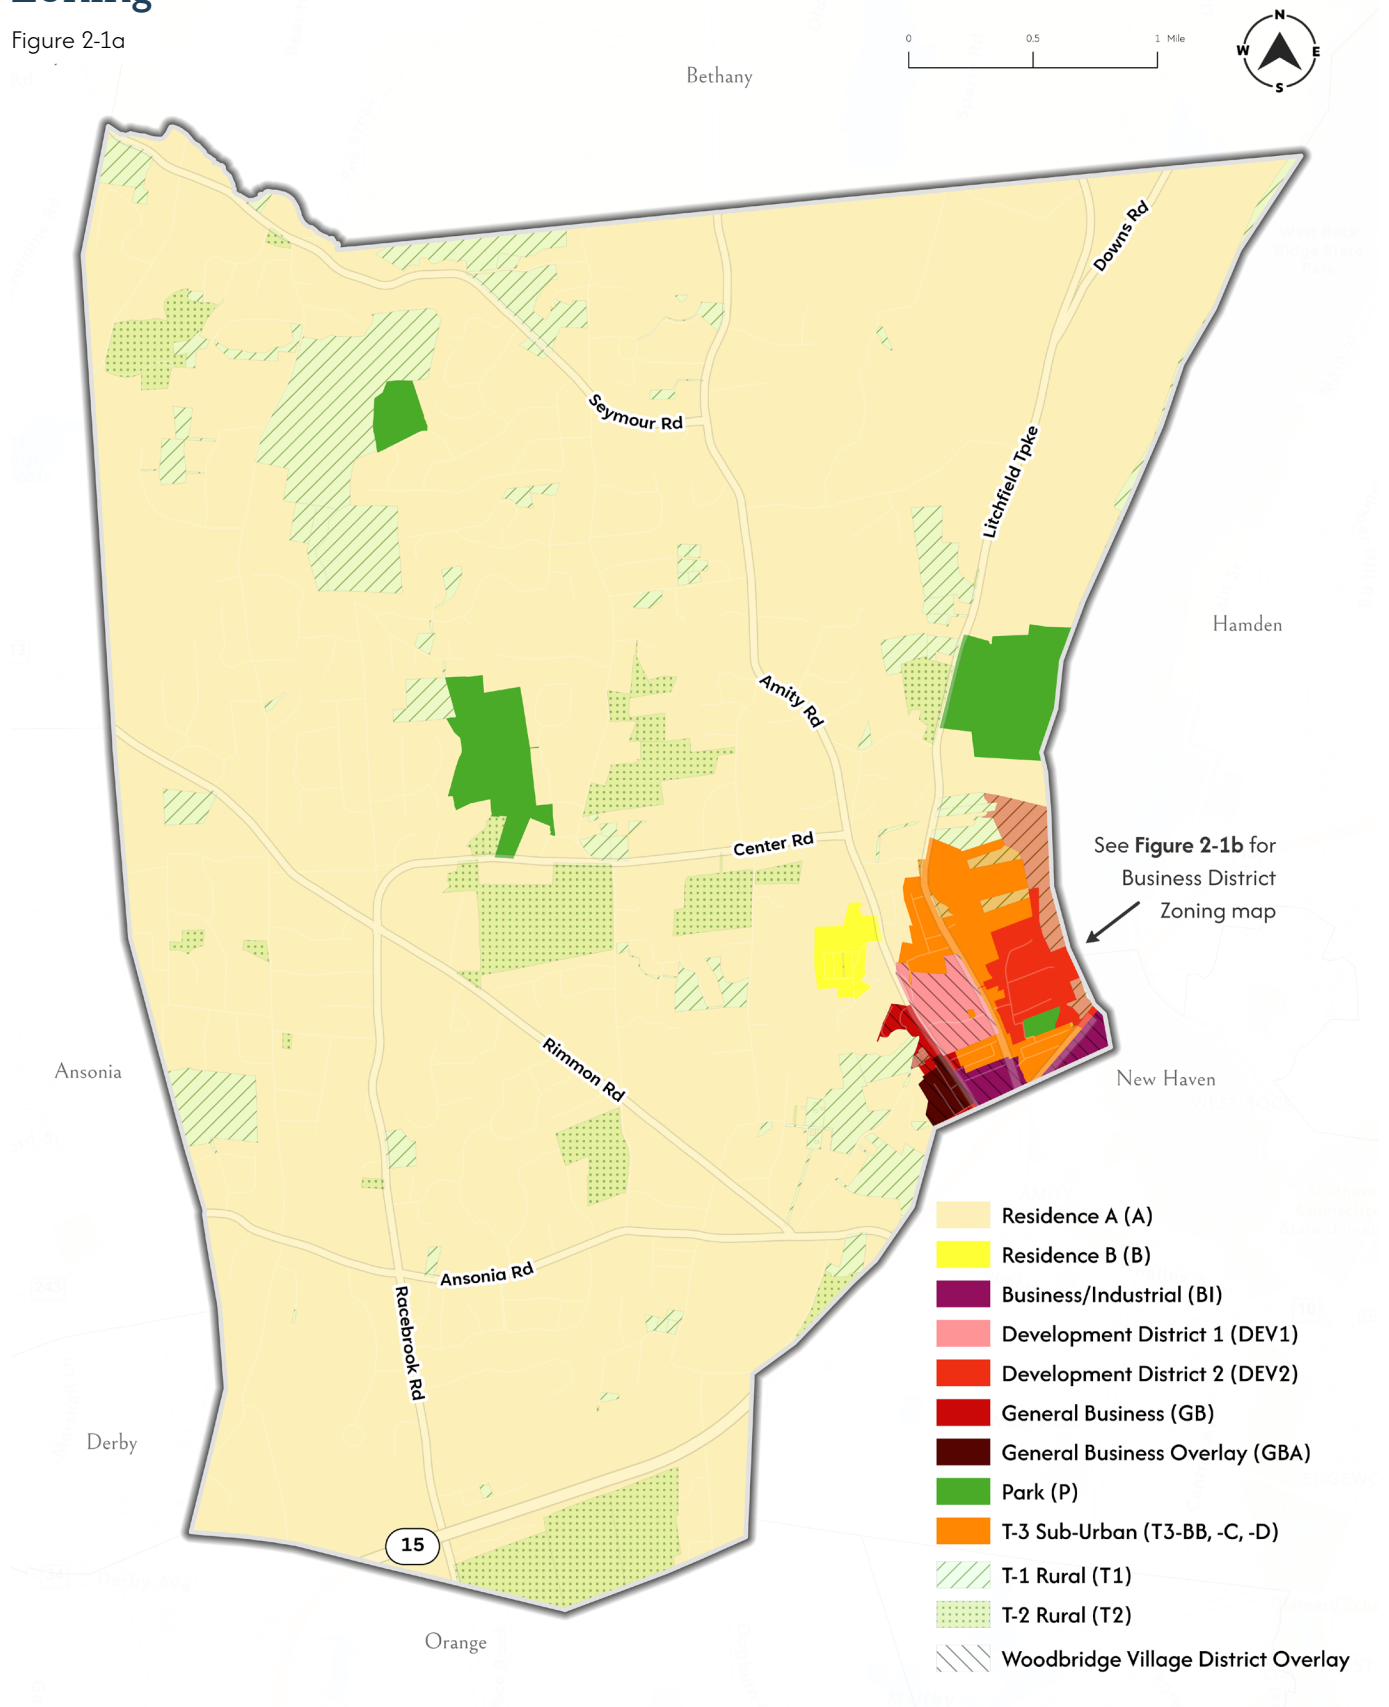 Zoning
Figure 2-1a
0 0.5 1 Mile
N
W E
S
Bethany
Downs Rd
Seymour Rd
Litchfield Tpke
Hamden
Amity Rd
Center Rd
See Figure 2-1b for
Business District
Zoning map
Rimmon Rd
Ansonia
New Haven
Ansonia Rd
Racebrook Rd
Derby
15
Orange
Residence A (A)
Residence B (B)
Business/Industrial (BI)
Development District 1 (DEV1)
Development District 2 (DEV2)
General Business (GB)
General Business Overlay (GBA)
Park (P)
T-3 Sub-Urban (T3-BB, -C, -D)
T-1 Rural (T1)
T-2 Rural (T2)
Woodbridge Village District Overlay